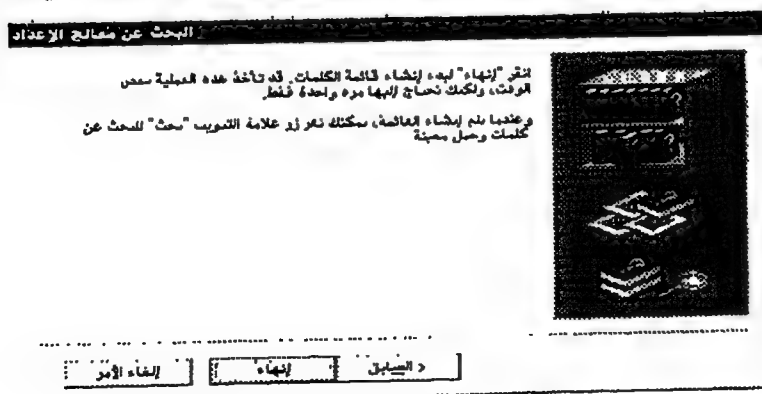 البحث عن معالج الإعداد
انقر "إنهاء" لبدء إنشاء قائمة الكلمات. قد تأخذ هذه العملية بعض
الوقت، ولكنك تحتاج إليها مرة واحدة فقط.
وعندما يتم إنشاء القائمة، يمكنك نقر زر علامة التبويب "بحث" للبحث عن
كلمات وجمل معينة
< السابق
إنهاء
إلغاء الأمر